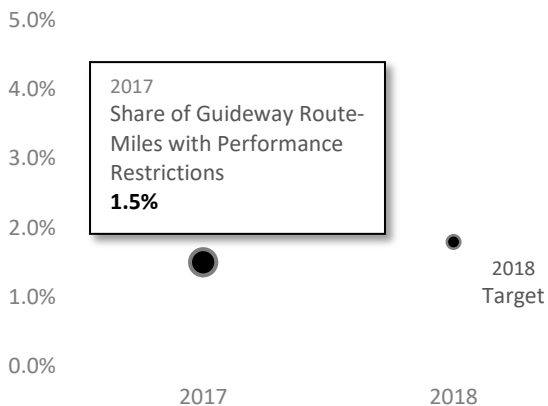 5.0%
4.0%
2017
Share of Guideway Route-
Miles with Performance
Restrictions
1.5%
3.0%
2.0%
1.0%
0.0%
2018
Target
2017
2018